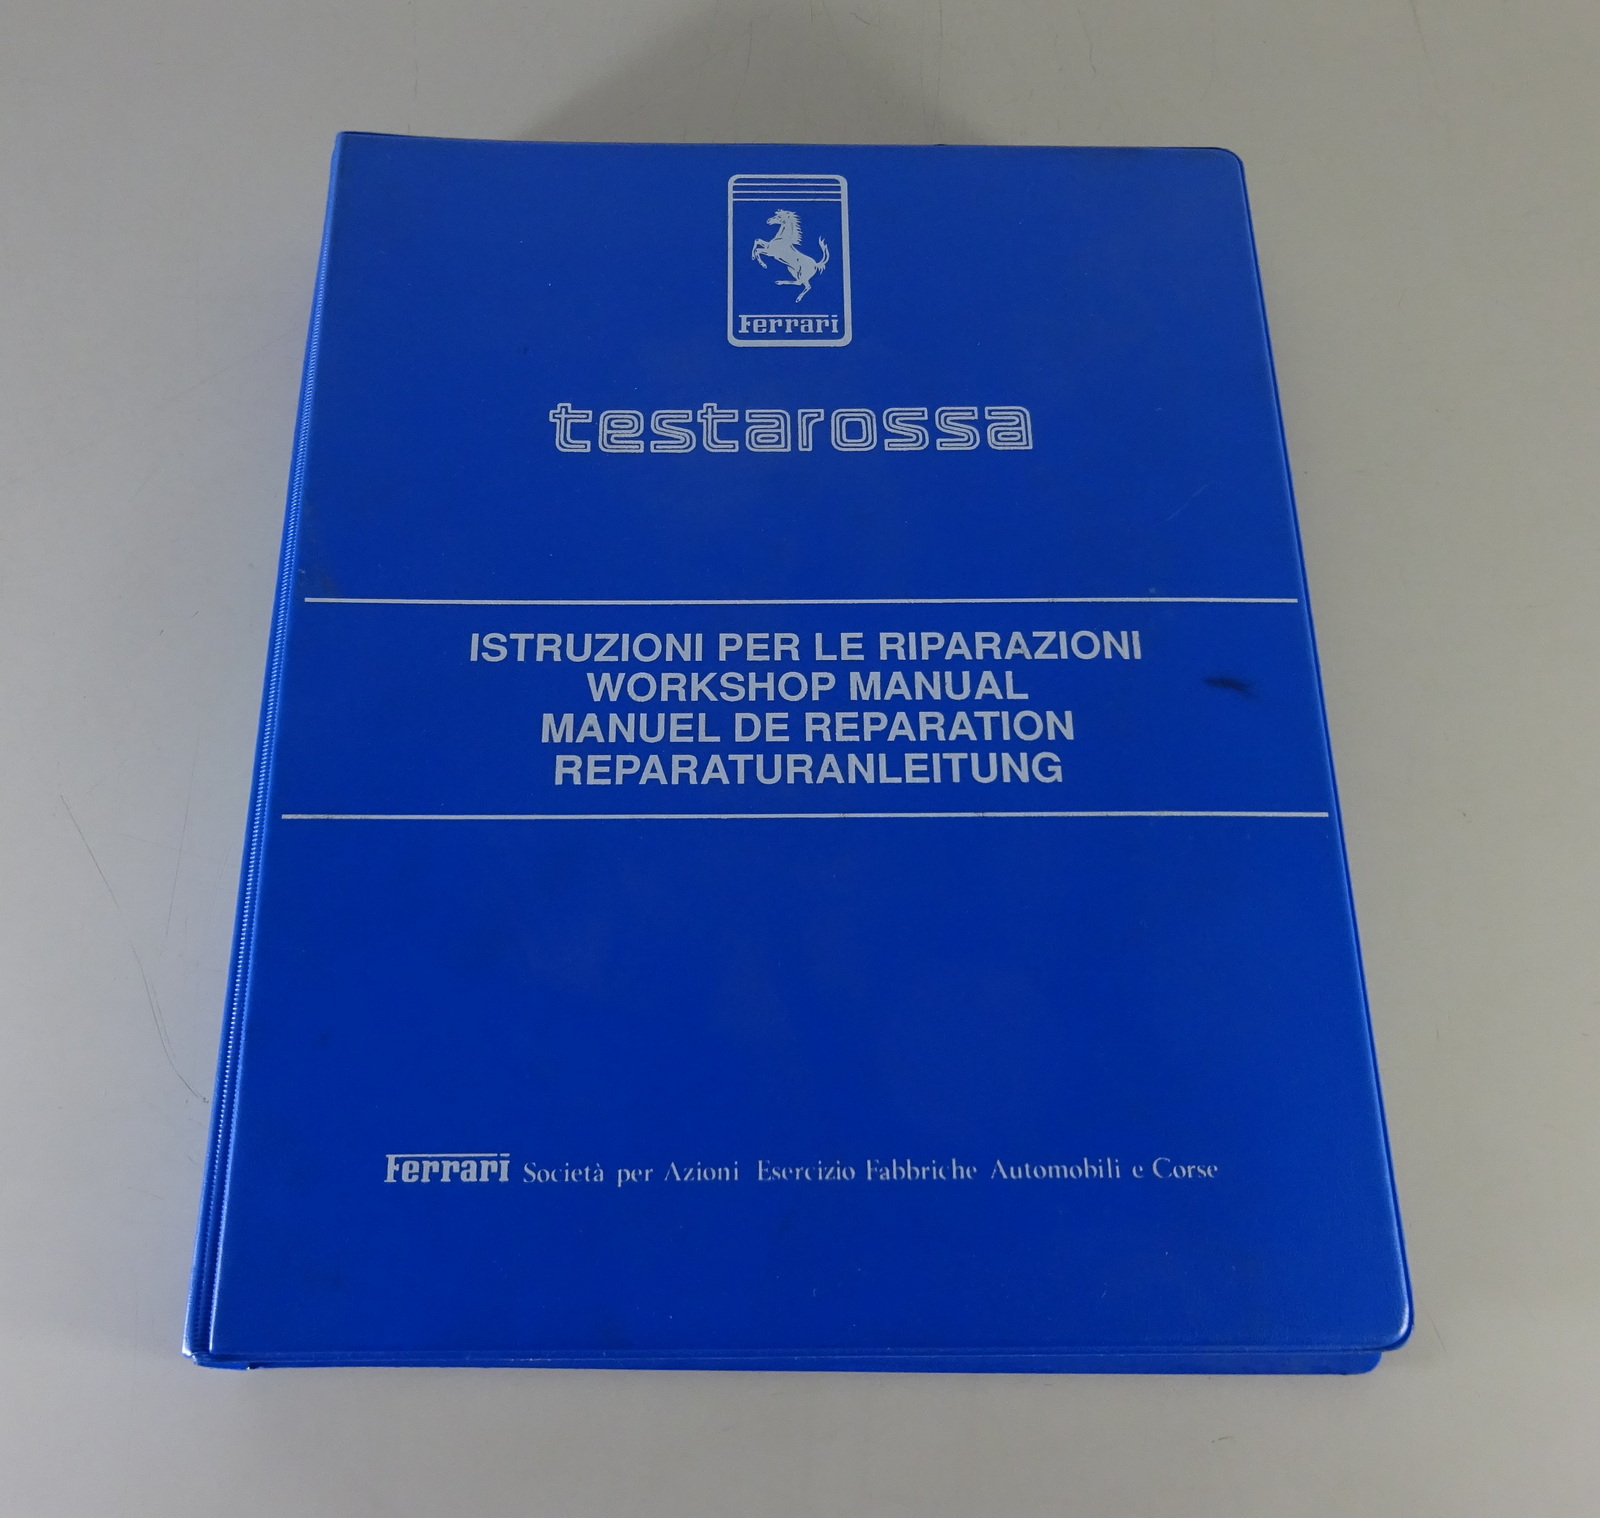 Ferrari
testarossa
ISTRUZIONI PER LE RIPARAZIONI
WORKSHOP MANUAL
MANUEL DE REPARATION
REPARATURANLEITUNG
Ferrari Società per Azioni Esercizio Fabbriche Automobili e Corse